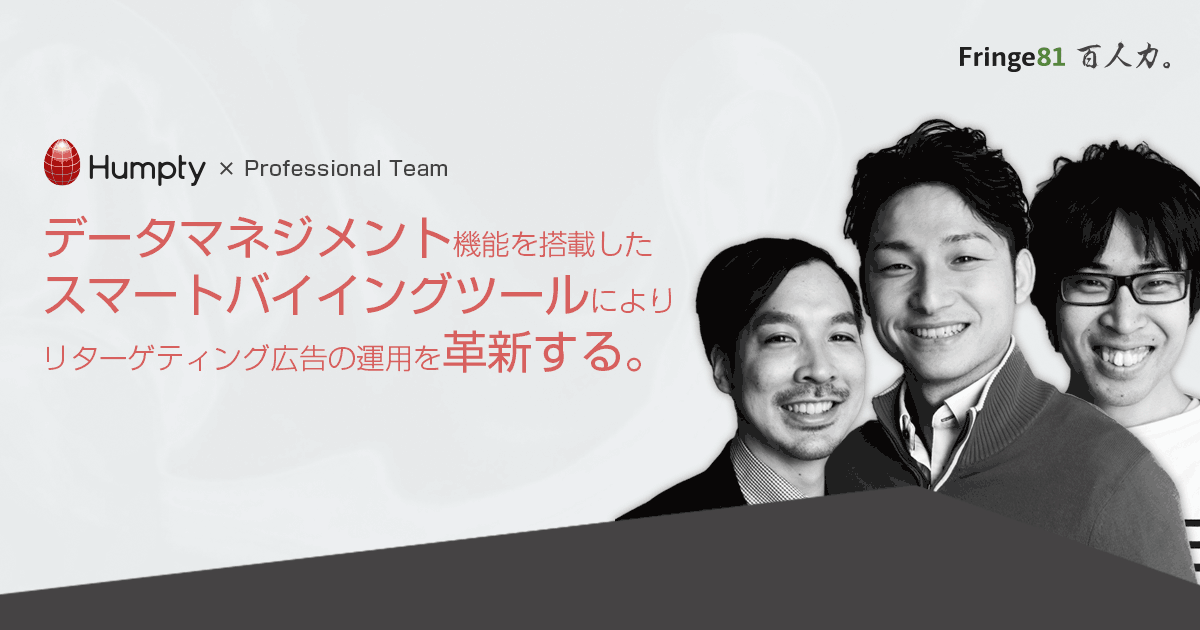 Fringe81 百人力。
Humpty × Professional Team
データマネジメント機能を搭載した
スマートバイイングツールにより
リターゲティング広告の運用を革新する。